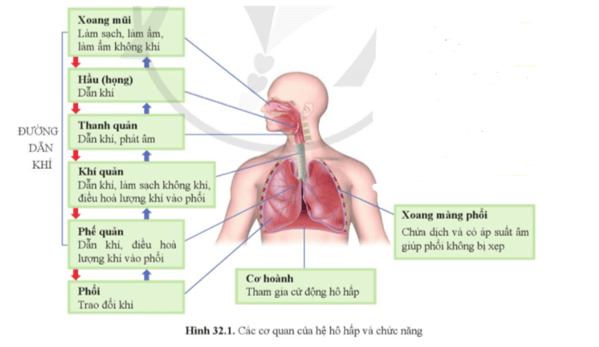 Xoang mũi
Làm sạch, làm ẩm,
làm ấm không khí
Hầu (họng)
Dẫn khí
Thanh quản
Dẫn khí, phát âm
Khí quản
Dẫn khí, làm sạch không khí,
điều hoà lượng khí vào phổi
Phế quản
Dẫn khí, điều hoà
lượng khí vào phổi
Phổi
Trao đổi khí
ĐƯỜNG
DẪN
KHÍ
Cơ hoành
Tham gia cử động hô hấp
Xoang màng phổi
Chứa dịch và có áp suất âm
giúp phổi không bị xẹp
Hình 32.1. Các cơ quan của hệ hô hấp và chức năng